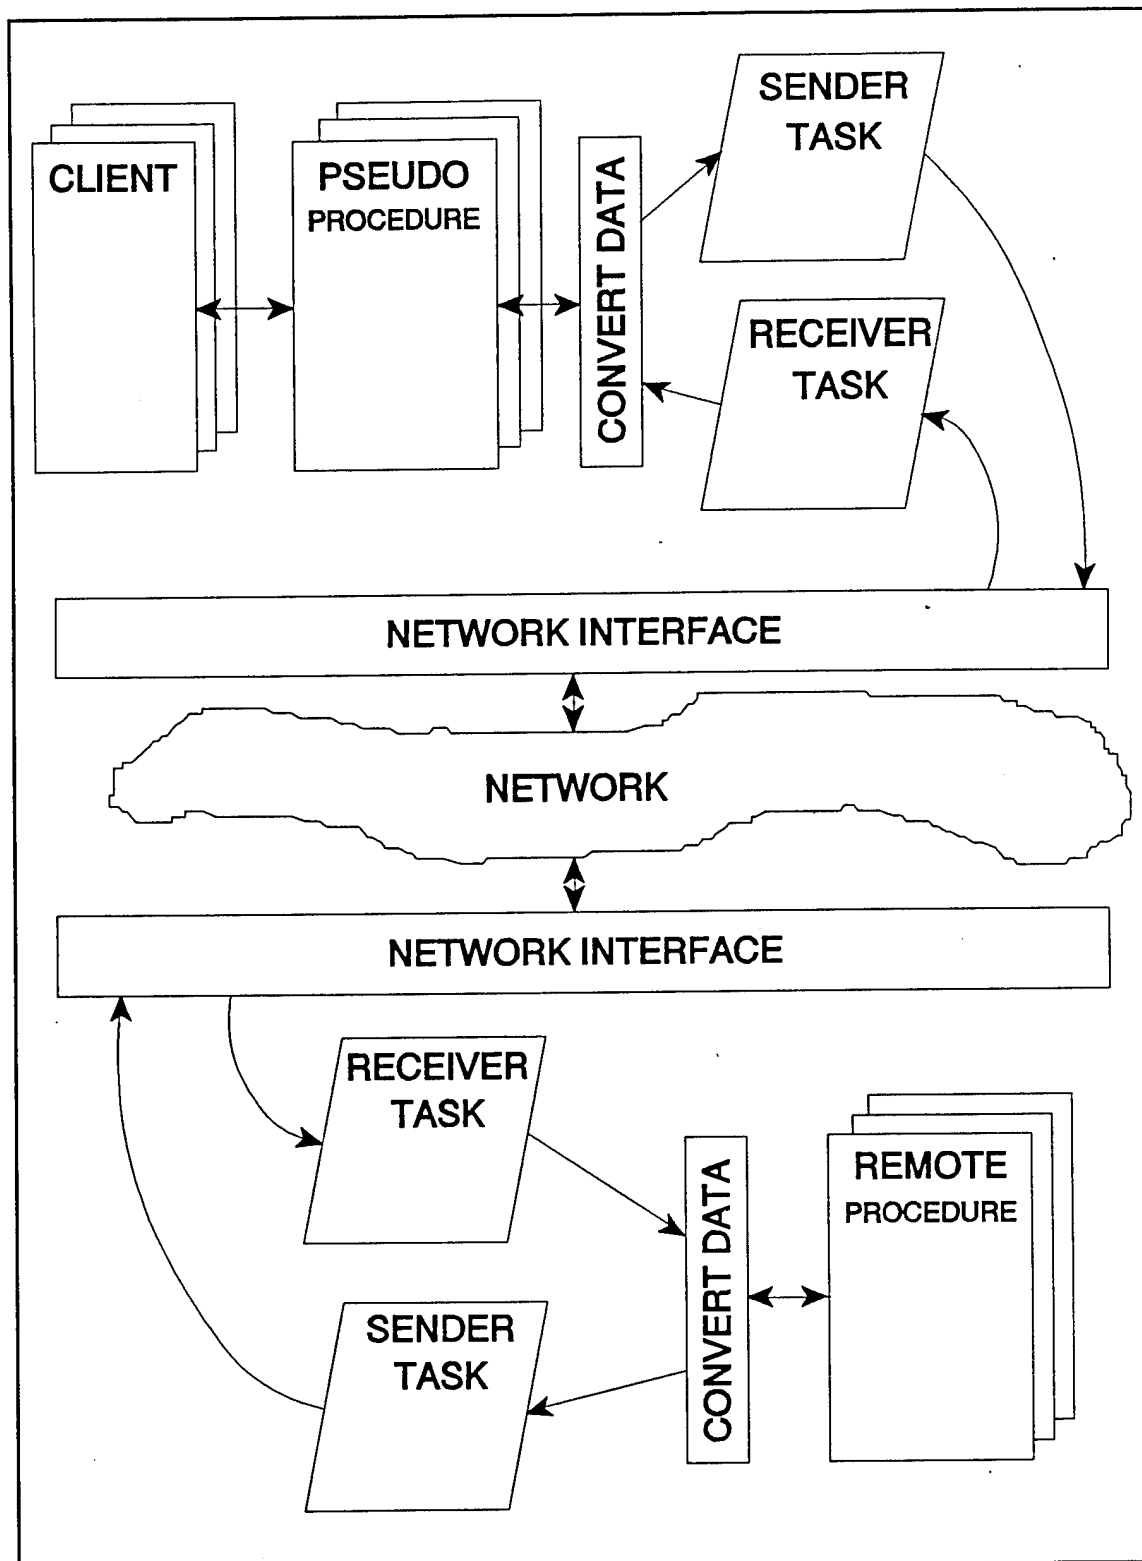 CLIENT
PSEUDO
PROCEDURE
CONVERT DATA
SENDER
TASK
RECEIVER
TASK
NETWORK INTERFACE
NETWORK
NETWORK INTERFACE
RECEIVER
TASK
SENDER
TASK
CONVERT DATA
REMOTE
PROCEDURE